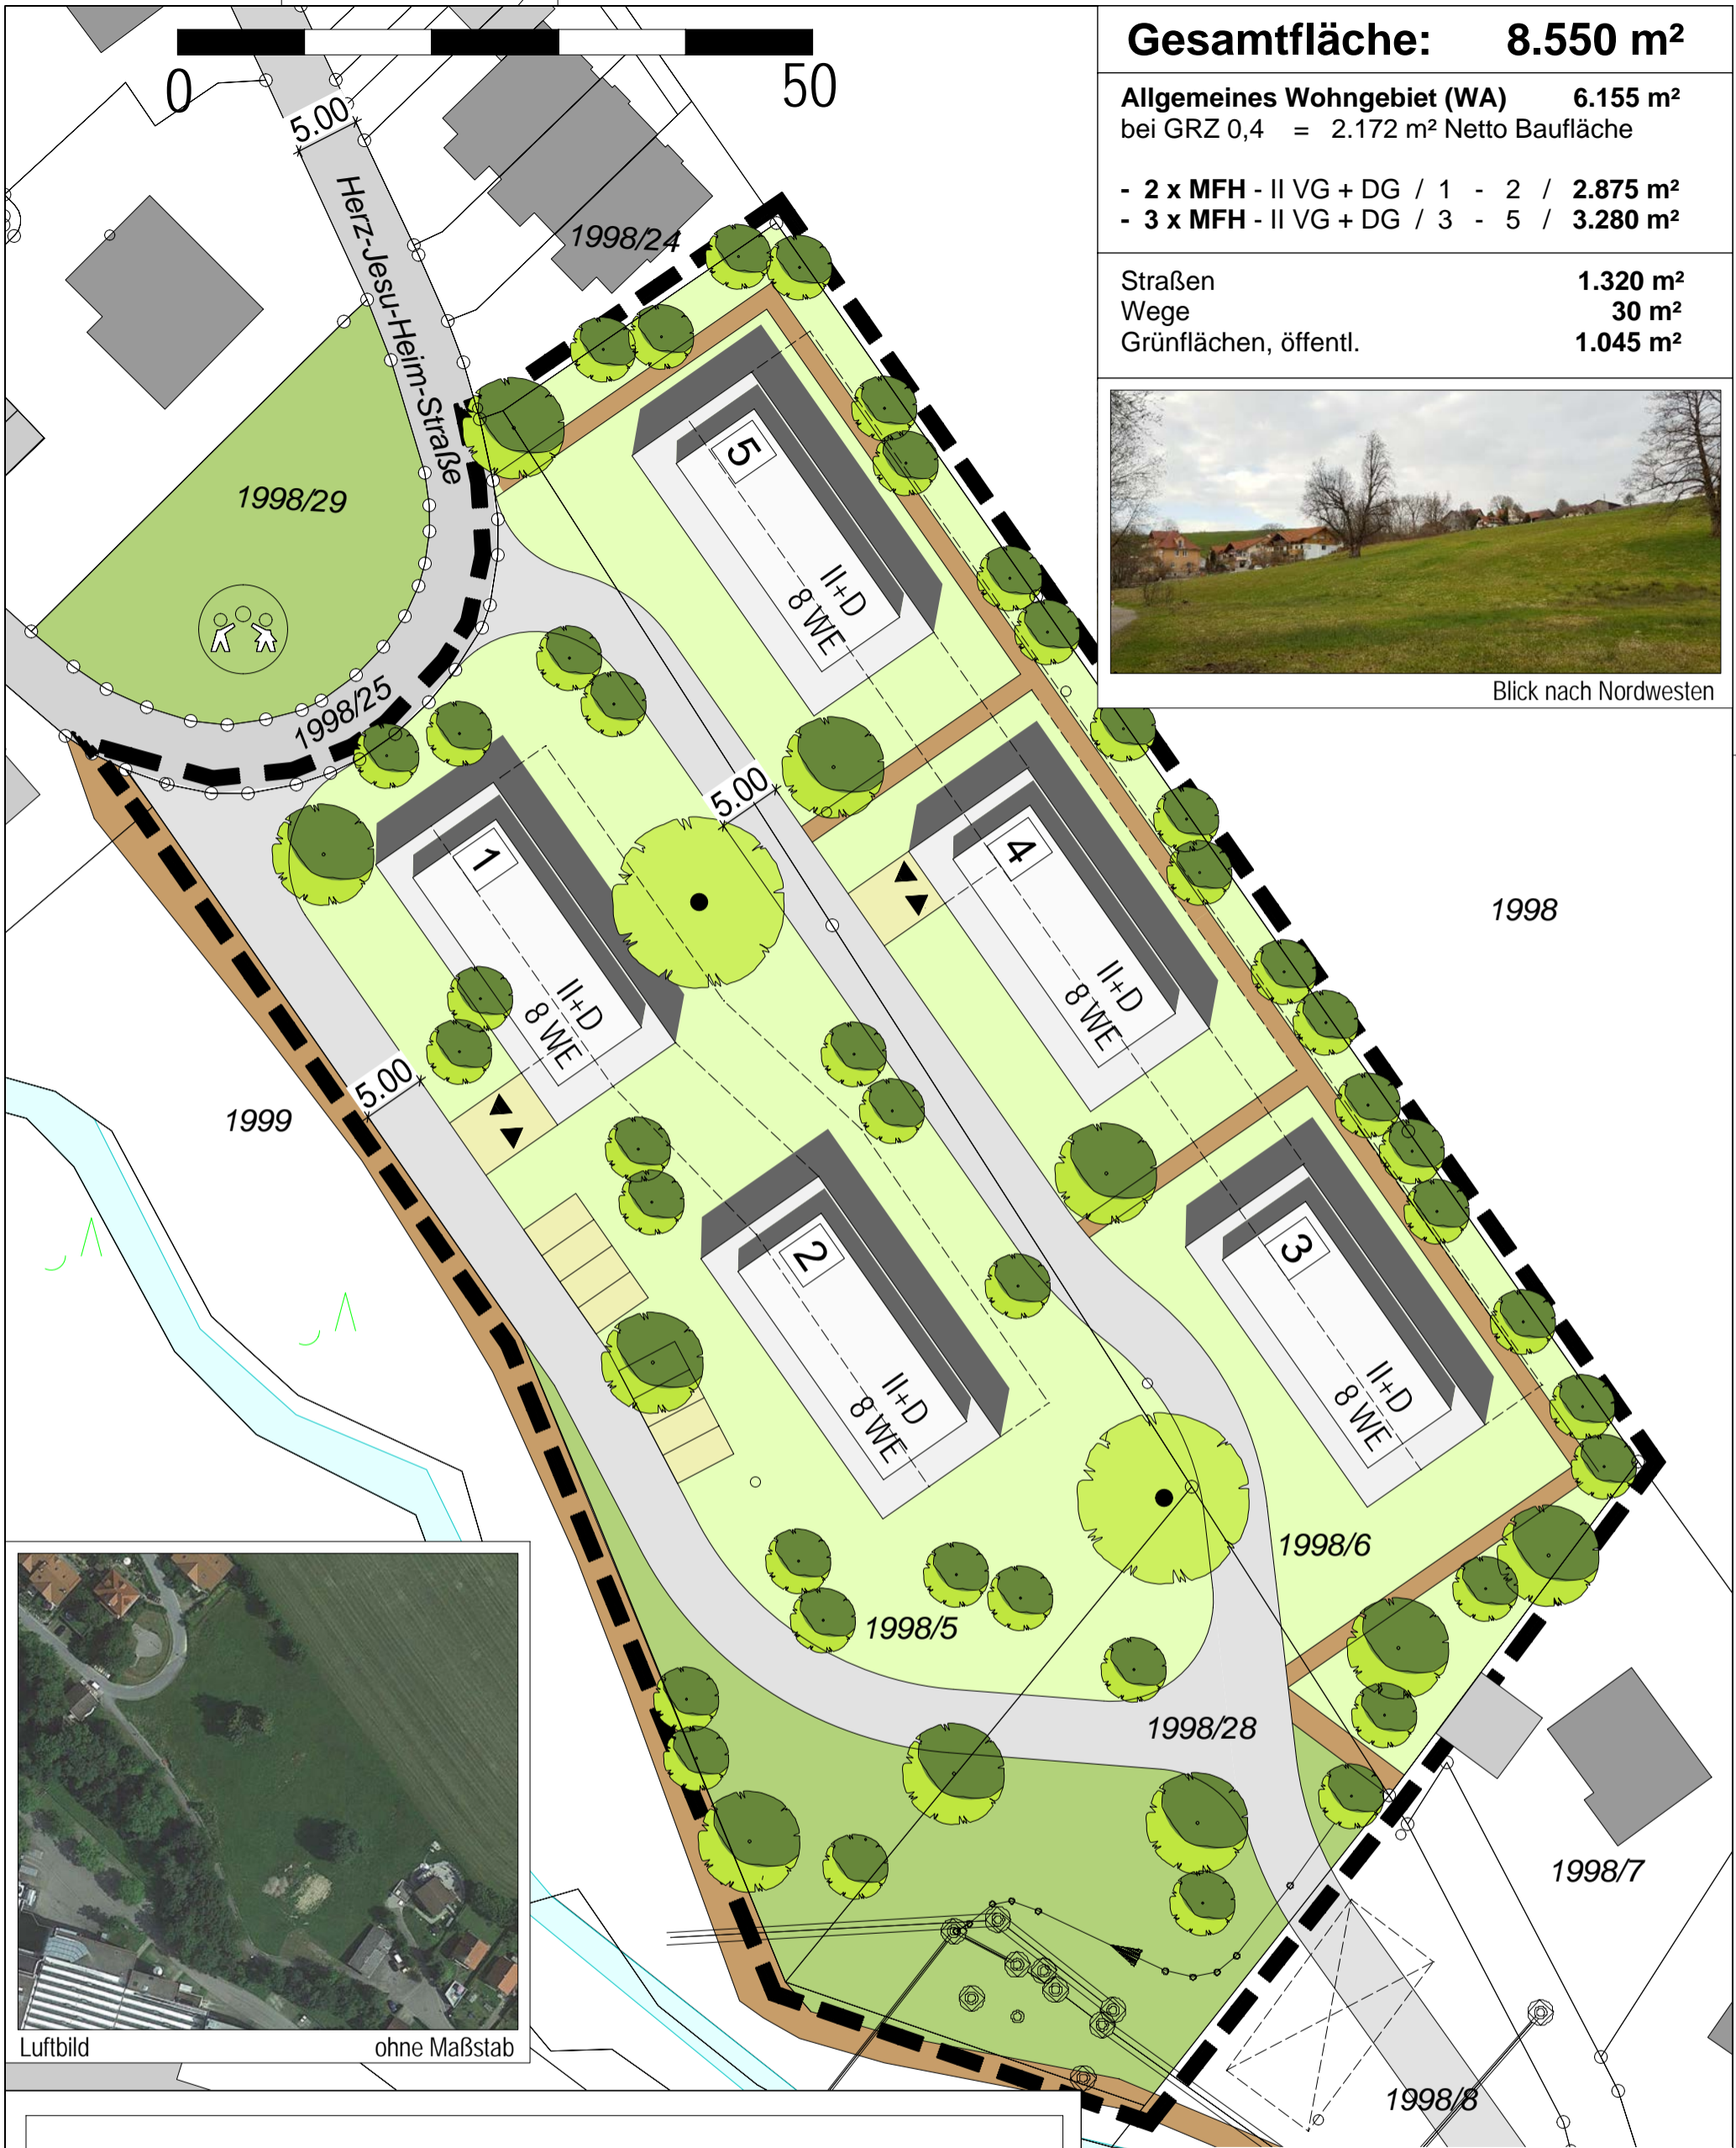 0 50
Gesamtfläche: 8.550 m²
Allgemeines Wohngebiet (WA) 6.155 m²
bei GRZ 0,4 = 2.172 m² Netto Baufläche
- 2 x MFH - II VG + DG / 1 - 2 / 2.875 m²
- 3 x MFH - II VG + DG / 3 - 5 / 3.280 m²
Straßen 1.320 m²
Wege 30 m²
Grünflächen, öffentl. 1.045 m²
Blick nach Nordwesten
5.00
Herz-Jesu-Heim-Straße
1998/24
1998/29
1998/25
5
II+D
8 WE
5.00
1
II+D
8 WE
4
II+D
8 WE
1998
5.00
1999
2
II+D
8 WE
3
II+D
8 WE
1998/6
1998/5
1998/28
1998/7
1998/8
Luftbild ohne Maßstab